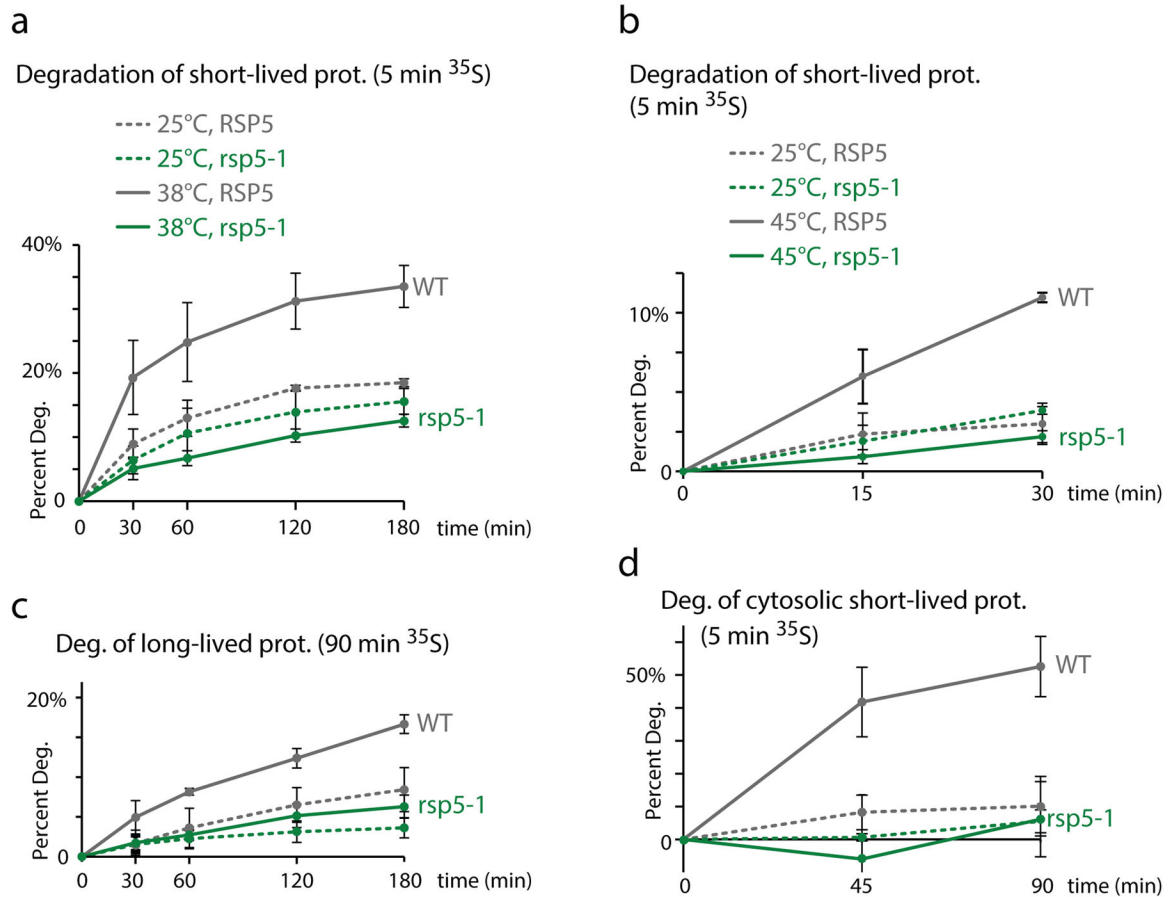 a
Degradation of short-lived prot. (5 min ³⁵S)
25°C, RSP5
25°C, rsp5-1
38°C, RSP5
38°C, rsp5-1
40%
20%
0
Percent Deg.
WT
rsp5-1
0 30 60 120 180 time (min)
b
Degradation of short-lived prot.
(5 min ³⁵S)
25°C, RSP5
25°C, rsp5-1
45°C, RSP5
45°C, rsp5-1
10%
0
Percent Deg.
WT
rsp5-1
0 15 30 time (min)
c
Deg. of long-lived prot. (90 min ³⁵S)
20%
0
Percent Deg.
WT
rsp5-1
0 30 60 120 180 time (min)
d
Deg. of cytosolic short-lived prot.
(5 min ³⁵S)
50%
0
Percent Deg.
WT
rsp5-1
0 45 90 time (min)